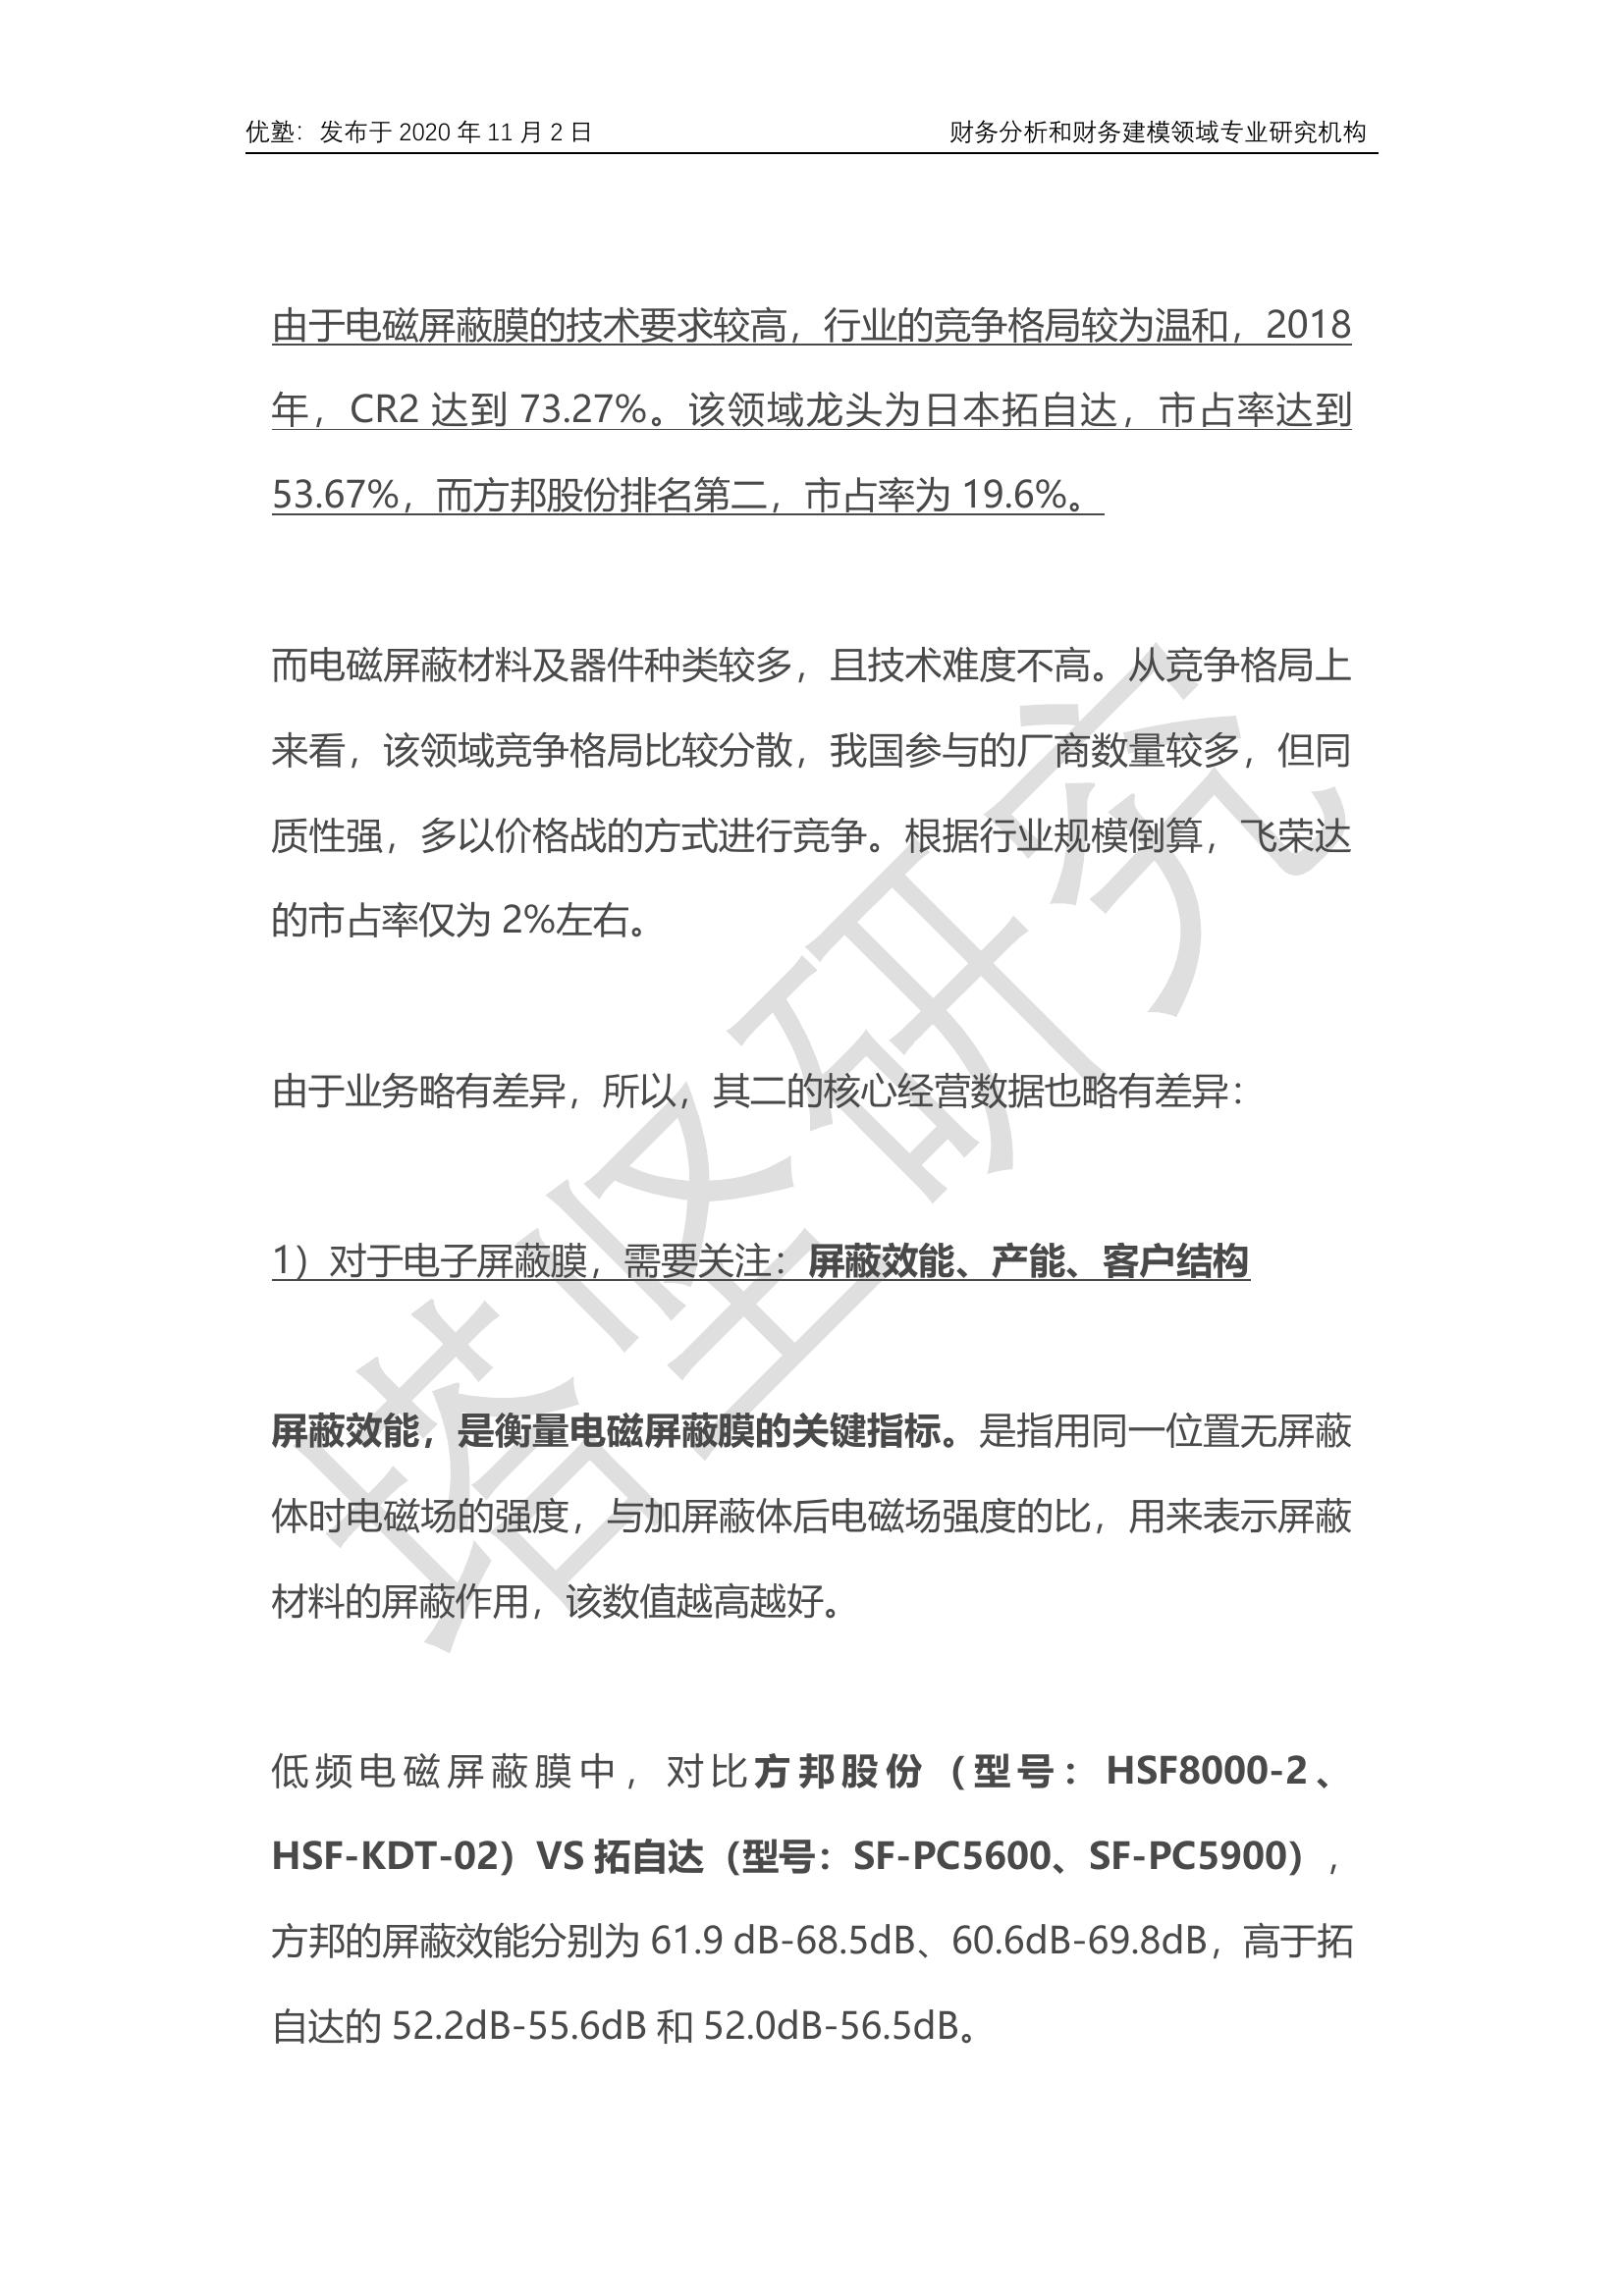 优塾：发布于 2020 年 11 月 2 日 财务分析和财务建模领域专业研究机构
由于电磁屏蔽膜的技术要求较高，行业的竞争格局较为温和，2018
年，CR2 达到 73.27%。该领域龙头为日本拓自达，市占率达到
53.67%，而方邦股份排名第二，市占率为 19.6%。
而电磁屏蔽材料及器件种类较多，且技术难度不高。从竞争格局上
来看，该领域竞争格局比较分散，我国参与的厂商数量较多，但同
质性强，多以价格战的方式进行竞争。根据行业规模倒算，飞荣达
的市占率仅为 2%左右。
由于业务略有差异，所以，其二的核心经营数据也略有差异：
1）对于电子屏蔽膜，需要关注：屏蔽效能、产能、客户结构
屏蔽效能，是衡量电磁屏蔽膜的关键指标。是指用同一位置无屏蔽
体时电磁场的强度，与加屏蔽体后电磁场强度的比，用来表示屏蔽
材料的屏蔽作用，该数值越高越好。
低频电磁屏蔽膜中，对比方邦股份（型号：HSF8000-2、
HSF-KDT-02）VS 拓自达（型号：SF-PC5600、SF-PC5900），
方邦的屏蔽效能分别为 61.9 dB-68.5dB、60.6dB-69.8dB，高于拓
自达的 52.2dB-55.6dB 和 52.0dB-56.5dB。
塔坚研究